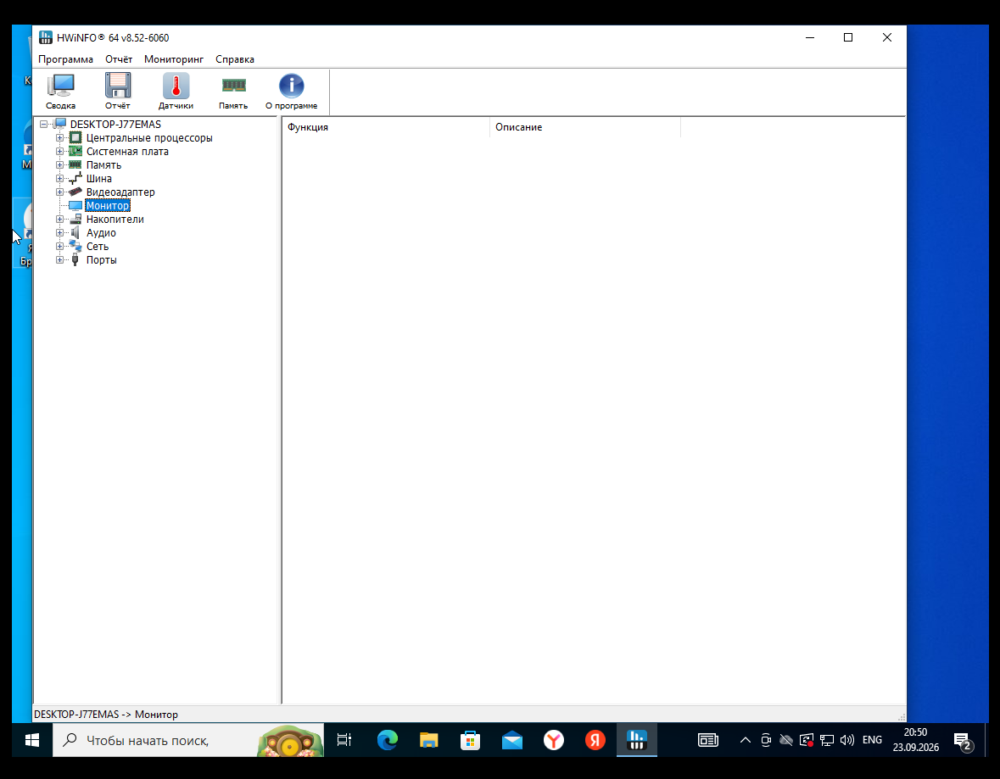 HWiNFO® 64 v8.52-6060
Программа Отчёт Мониторинг Справка
Сводка Отчёт Датчики Память О программе
DESKTOP-J77EMAS
Центральные процессоры
Системная плата
Память
Шина
Видеоадаптер
Монитор
Накопители
Аудио
Сеть
Порты
Функция Описание
DESKTOP-J77EMAS -> Монитор
Чтобы начать поиск,
ENG
20:50
23.09.2026
2